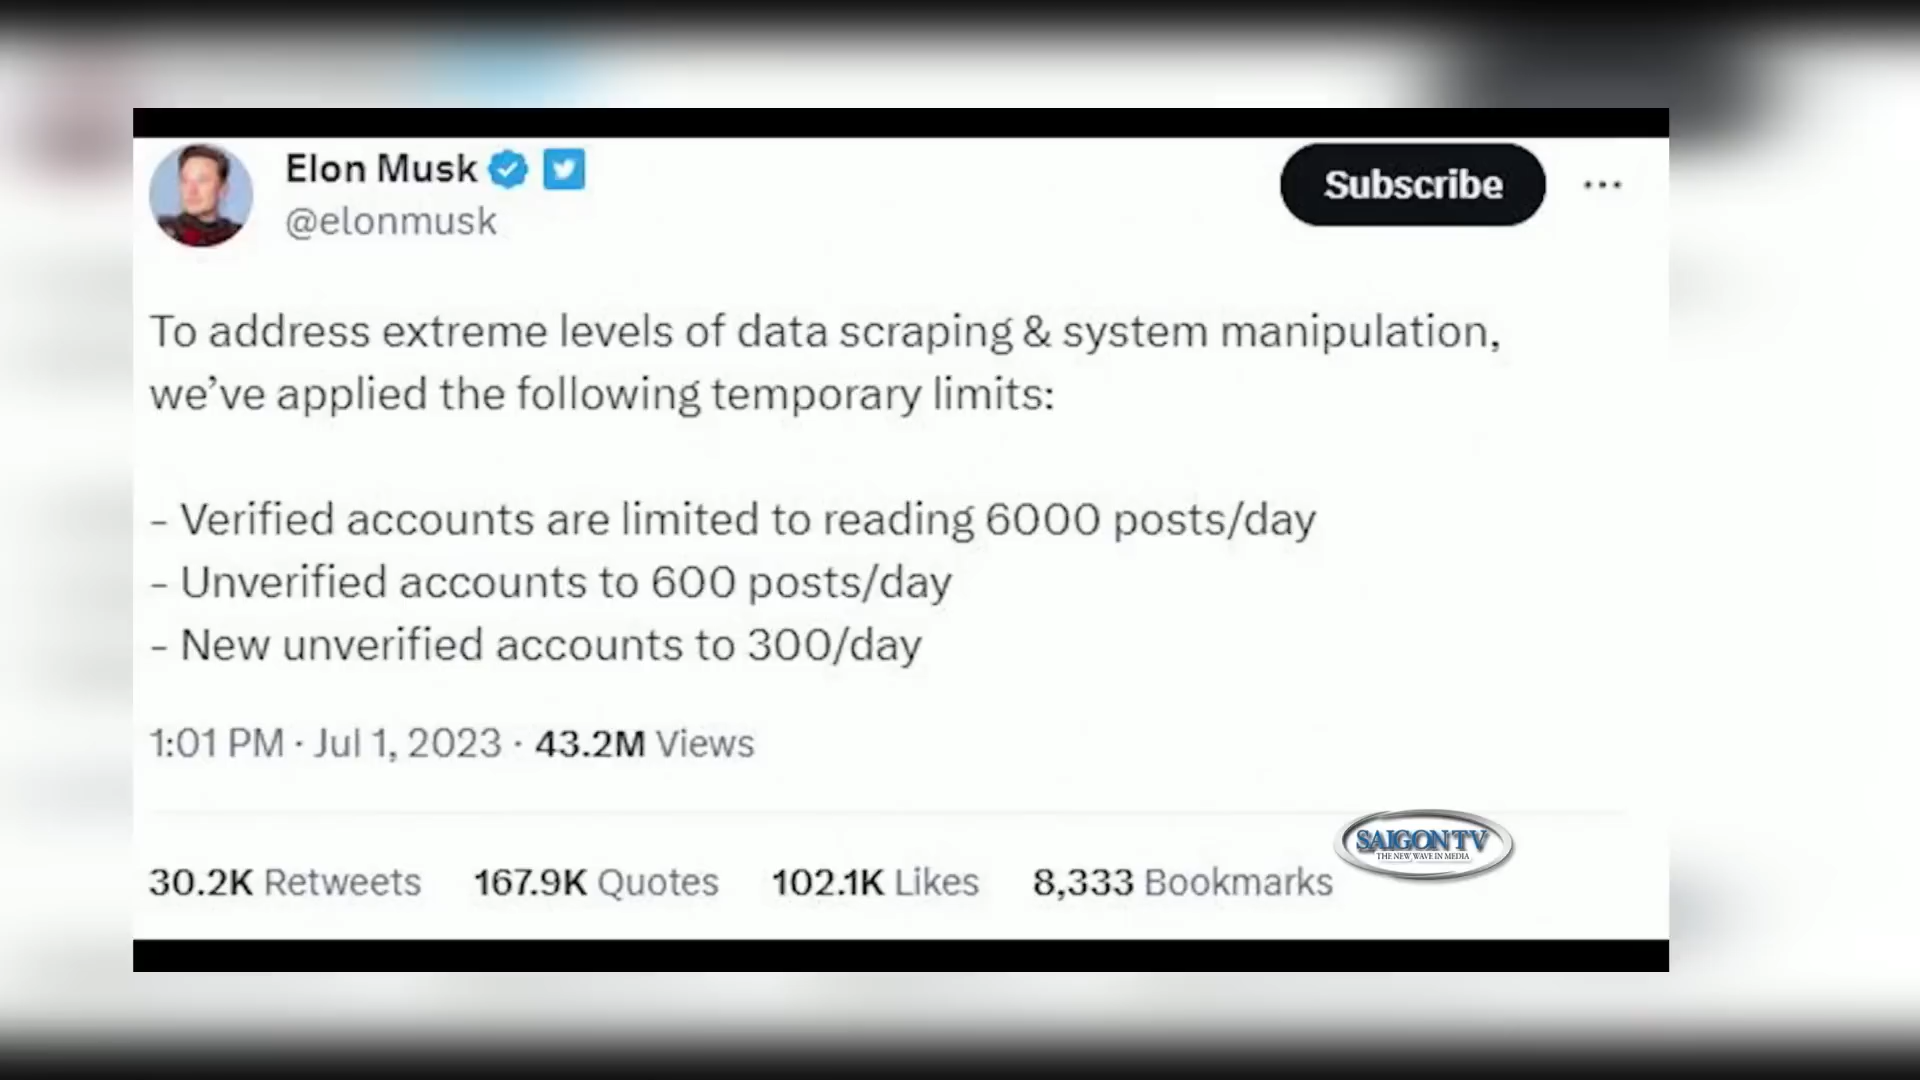 Elon Musk
@elonmusk
Subscribe
To address extreme levels of data scraping & system manipulation,
we’ve applied the following temporary limits:
- Verified accounts are limited to reading 6000 posts/day
- Unverified accounts to 600 posts/day
- New unverified accounts to 300/day
1:01 PM · Jul 1, 2023 · 43.2M Views
30.2K Retweets 167.9K Quotes 102.1K Likes 8,333 Bookmarks
SAIGON TV
THE NEW WAVE IN MEDIA